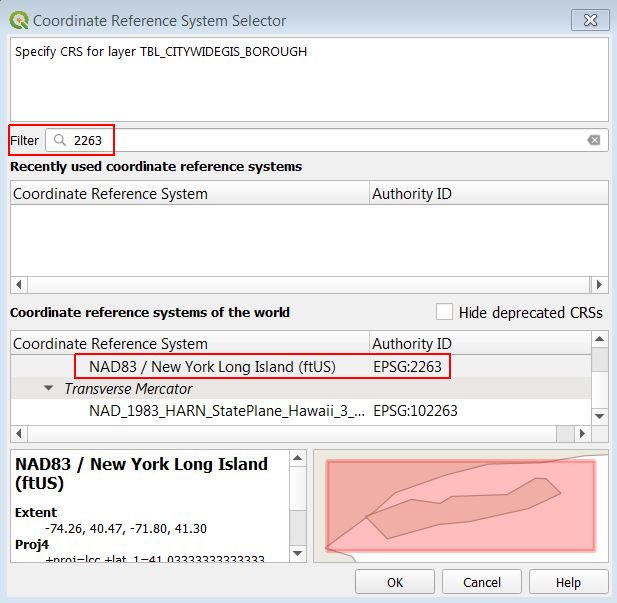 Coordinate Reference System Selector
Specify CRS for layer TBL_CITYWIDEGIS_BOROUGH
Filter 2263
Recently used coordinate reference systems
Coordinate Reference System Authority ID
Coordinate reference systems of the world Hide deprecated CRSs
Coordinate Reference System Authority ID
NAD83 / New York Long Island (ftUS) EPSG:2263
Transverse Mercator
NAD_1983_HARN_StatePlane_Hawaii_3_... EPSG:102263
NAD83 / New York Long Island
(ftUS)
Extent
-74.26, 40.47, -71.80, 41.30
Proj4
+proj=lcc +lat_1=41.03333333333333
OK Cancel Help